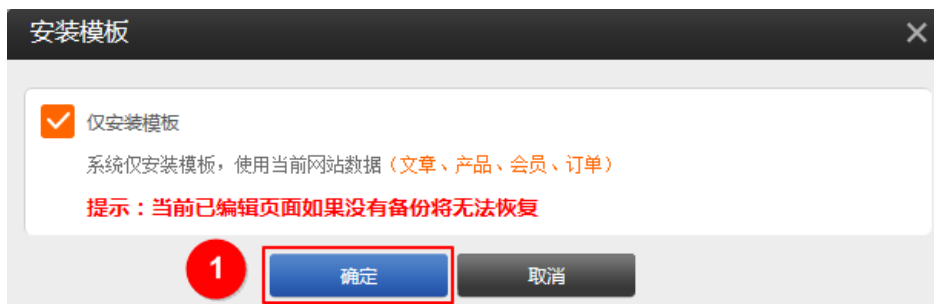 安装模板
仅安装模板
系统仅安装模板，使用当前网站数据（文章、产品、会员、订单）
提示：当前已编辑页面如果没有备份将无法恢复
1 确定 取消